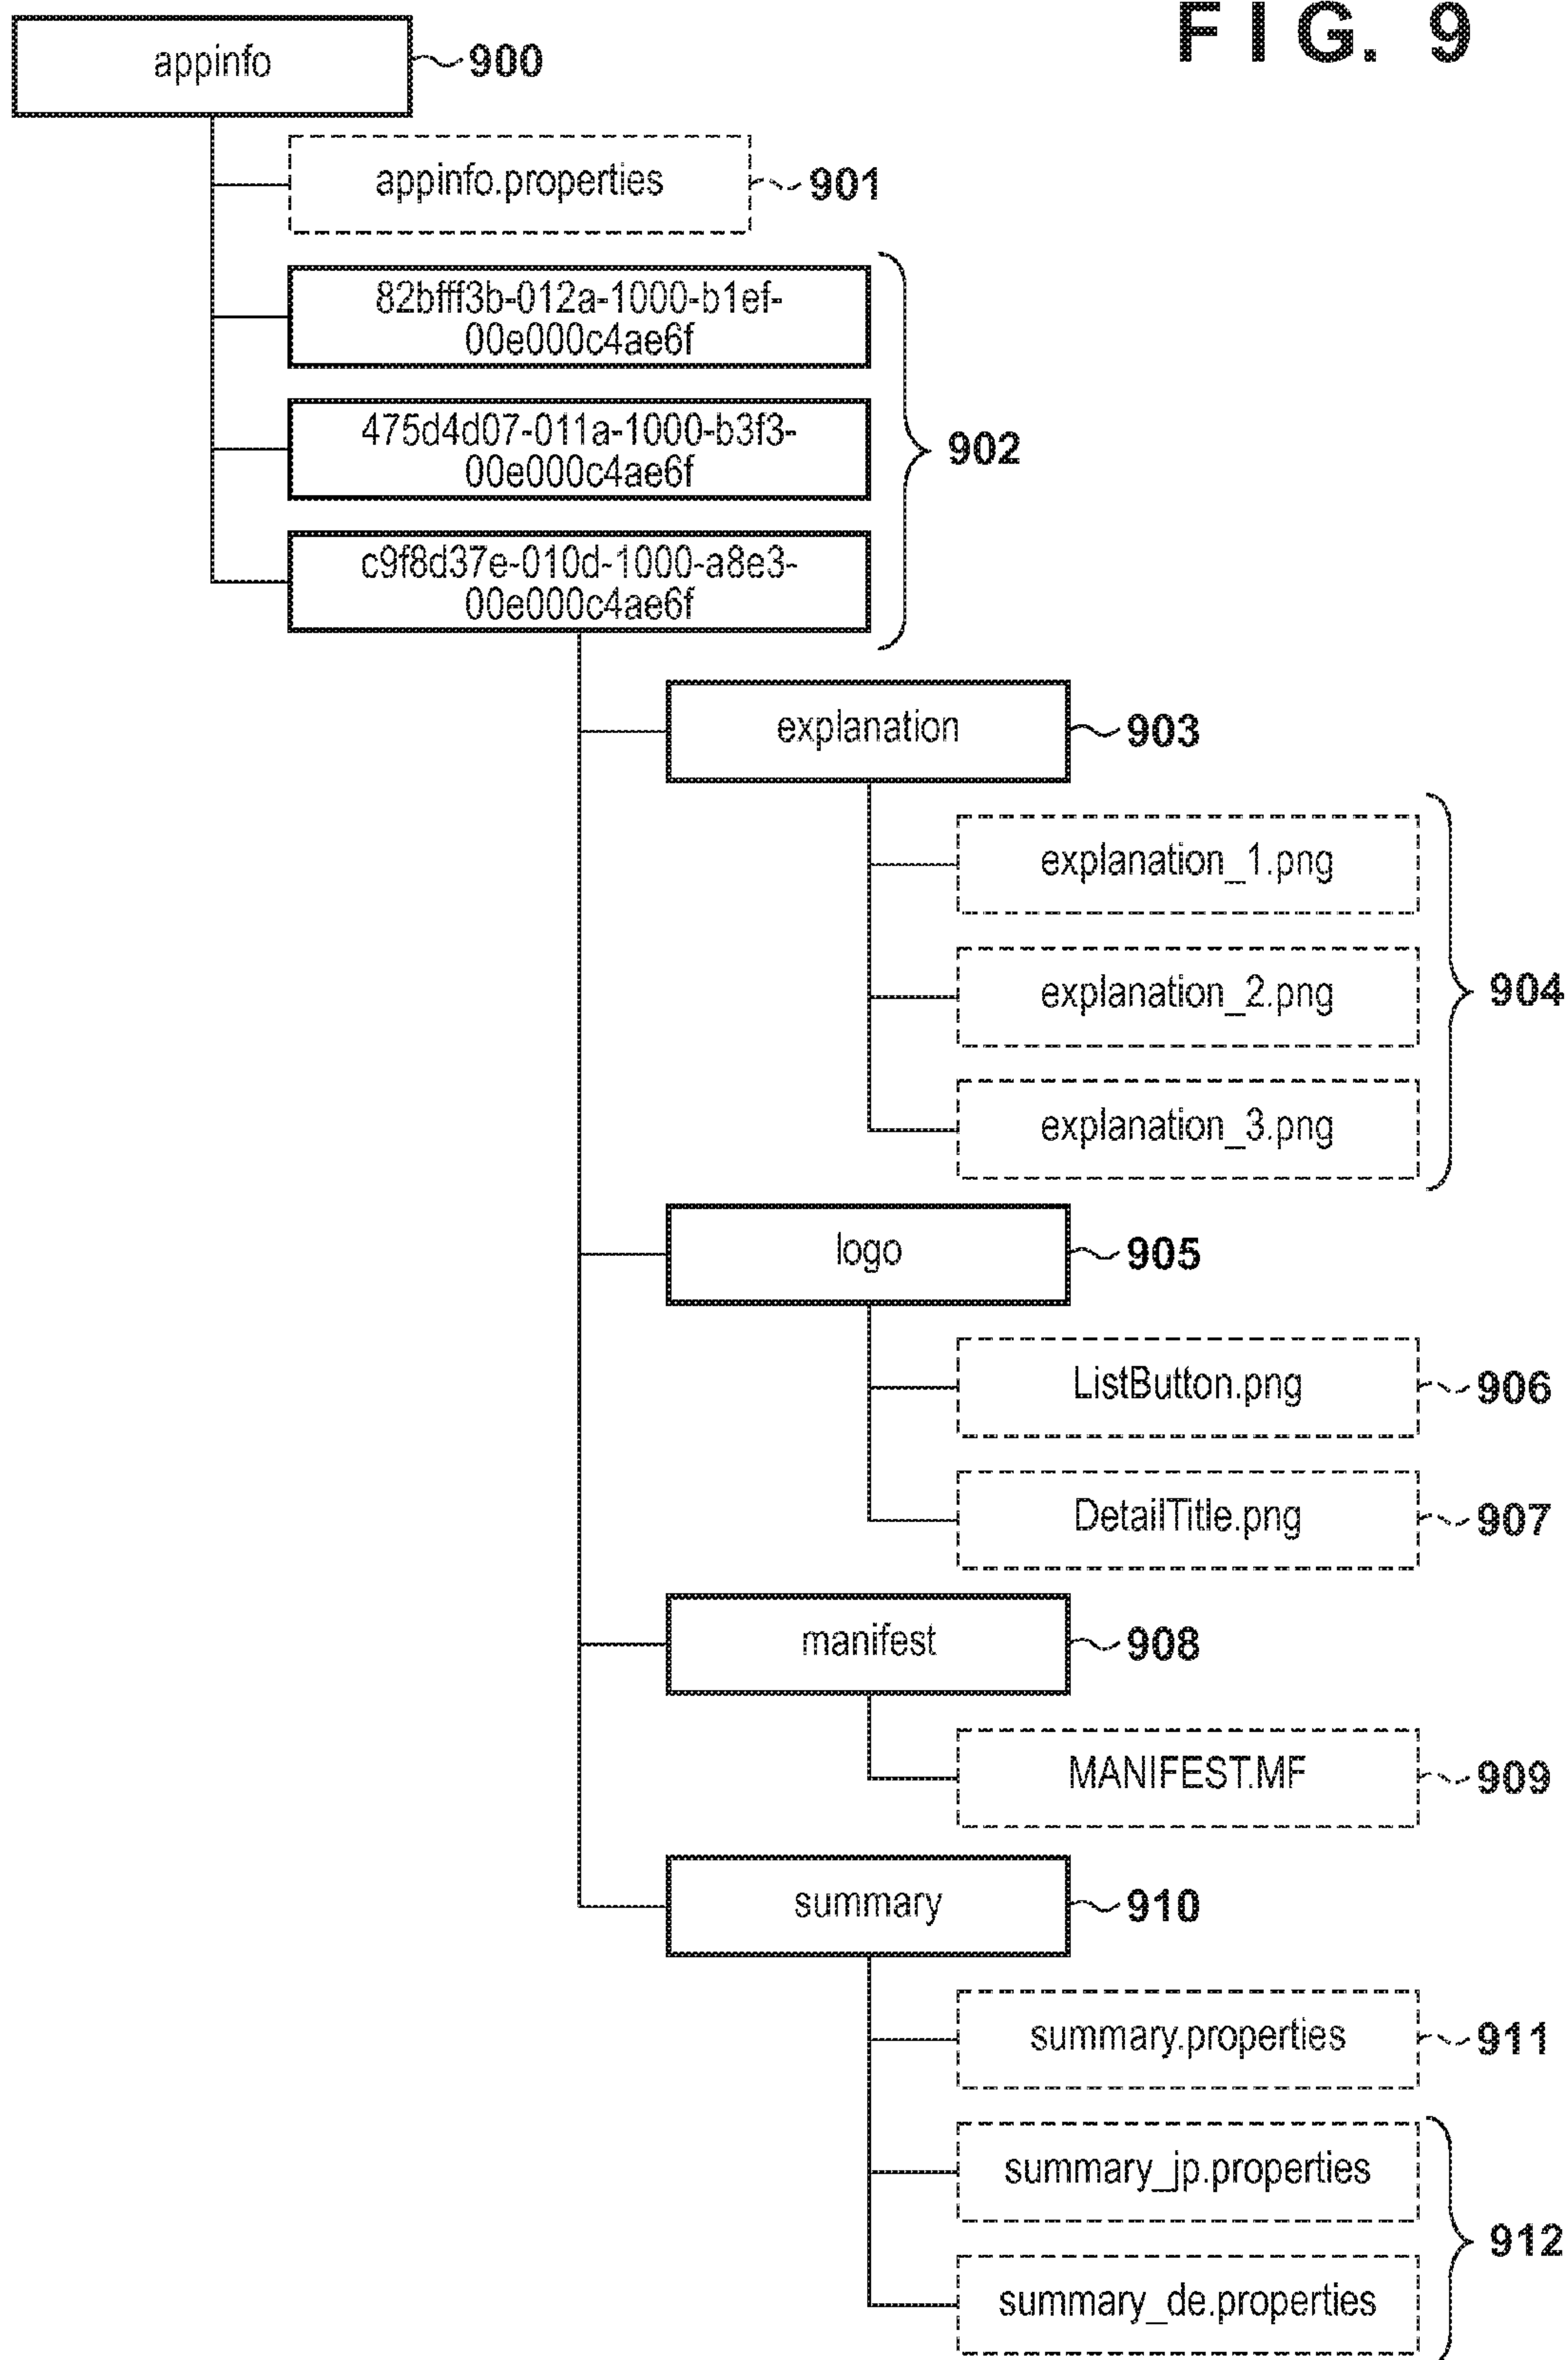 FIG. 9
appinfo
900
appinfo.properties
901
82bfff3b-012a-1000-b1ef-
00e000c4ae6f
475d4d07-011a-1000-b3f3-
00e000c4ae6f
902
c9f8d37e-010d-1000-a8e3-
00e000c4ae6f
explanation
903
explanation_1.png
explanation_2.png
904
explanation_3.png
logo
905
ListButton.png
906
DetailTitle.png
907
manifest
908
MANIFEST.MF
909
summary
910
summary.properties
911
summary_jp.properties
912
summary_de.properties